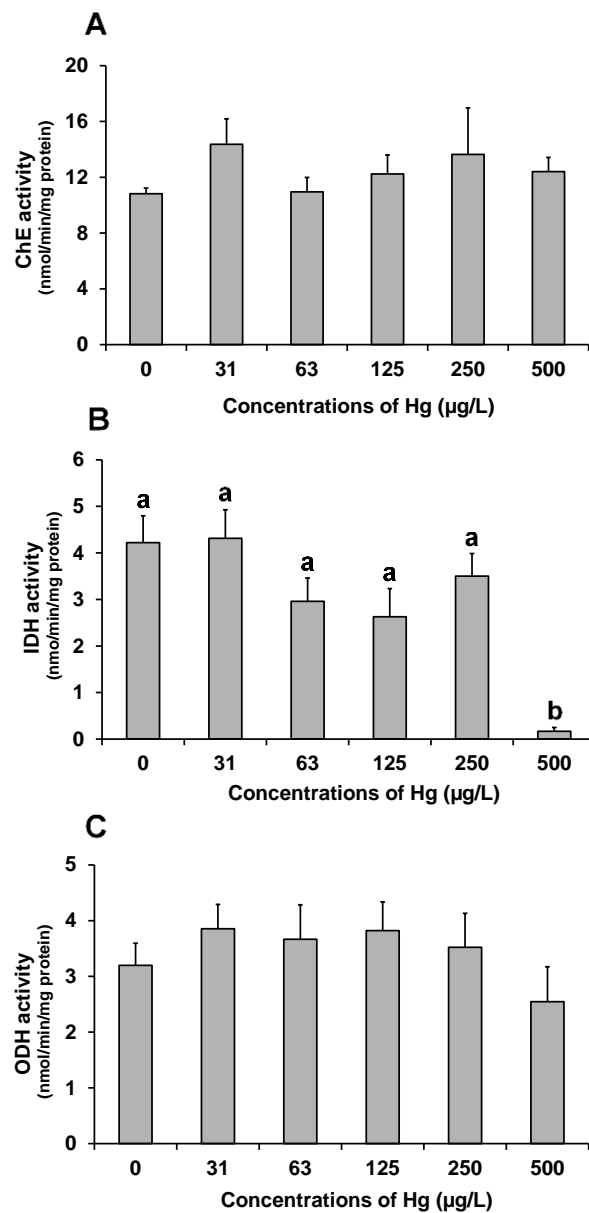 A
ChE activity
(nmol/min/mg protein)
20
16
12
8
4
0
0 31 63 125 250 500
Concentrations of Hg (µg/L)
B
IDH activity
(nmo/min/mg protein)
6
5
4
3
2
1
0
a a a a a b
0 31 63 125 250 500
Concentrations of Hg (µg/L)
C
ODH activity
(nmol/min/mg protein)
5
4
3
2
1
0
0 31 63 125 250 500
Concentrations of Hg (µg/L)